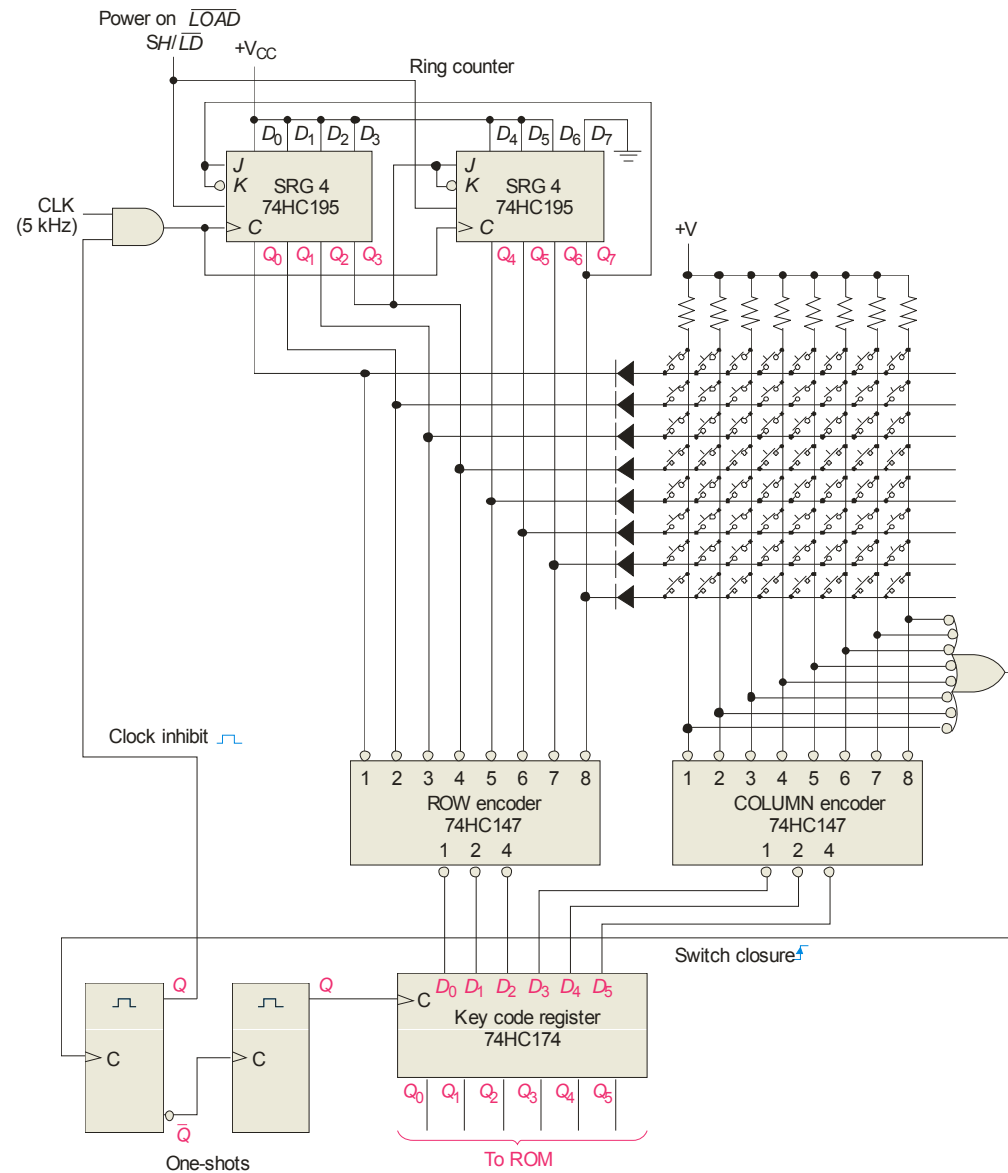 Power on L̅O̅A̅D̅
SH/L̅D̅
+VCC
Ring counter
D0 D1 D2 D3
D4 D5 D6 D7
J
K
SRG 4
74HC195
C
J
K
SRG 4
74HC195
C
CLK
(5 kHz)
Q0 Q1 Q2 Q3
Q4 Q5 Q6 Q7
+V
Clock inhibit
1 2 3 4 5 6 7 8
ROW encoder
74HC147
1 2 4
1 2 3 4 5 6 7 8
COLUMN encoder
74HC147
1 2 4
Switch closure
Q
C
Q̅
Q
C
One-shots
D0 D1 D2 D3 D4 D5
C
Key code register
74HC174
Q0 Q1 Q2 Q3 Q4 Q5
To ROM